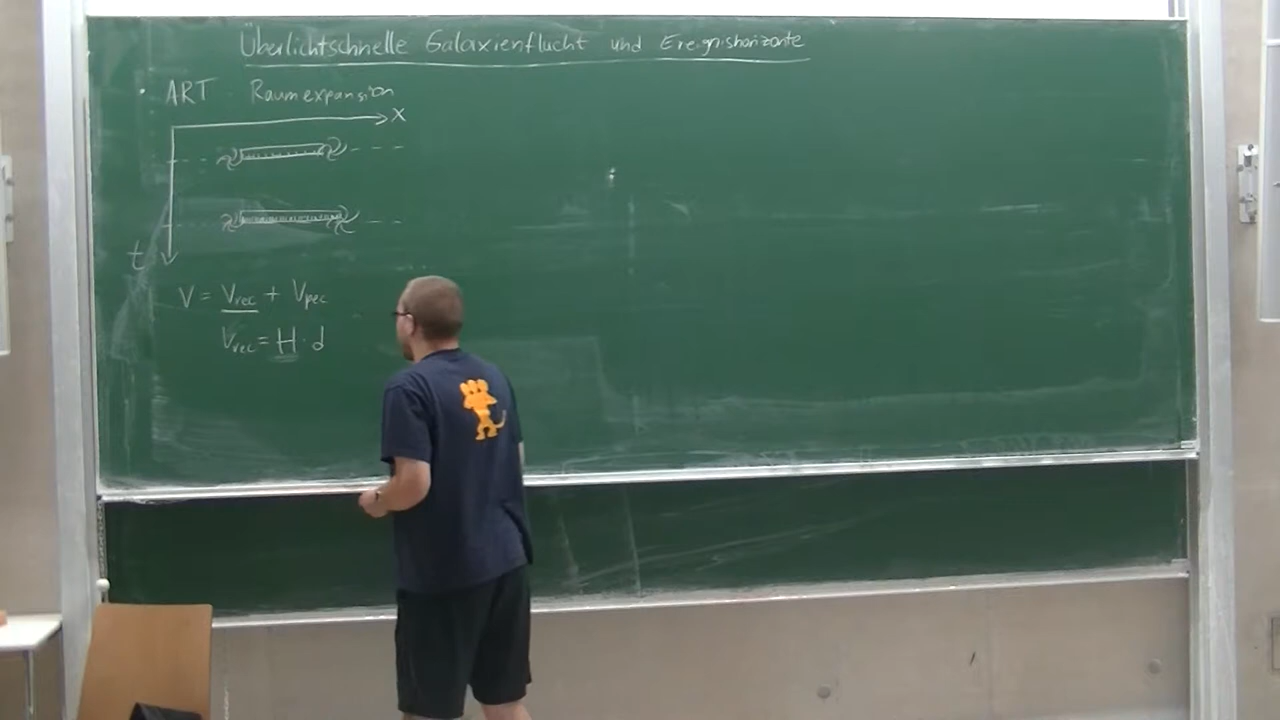 Überlichtschnelle Galaxienflucht und Ereignishorizonte
ART Raumexpansion
x
t
V = Vrec + Vpec
Vrec = H · d